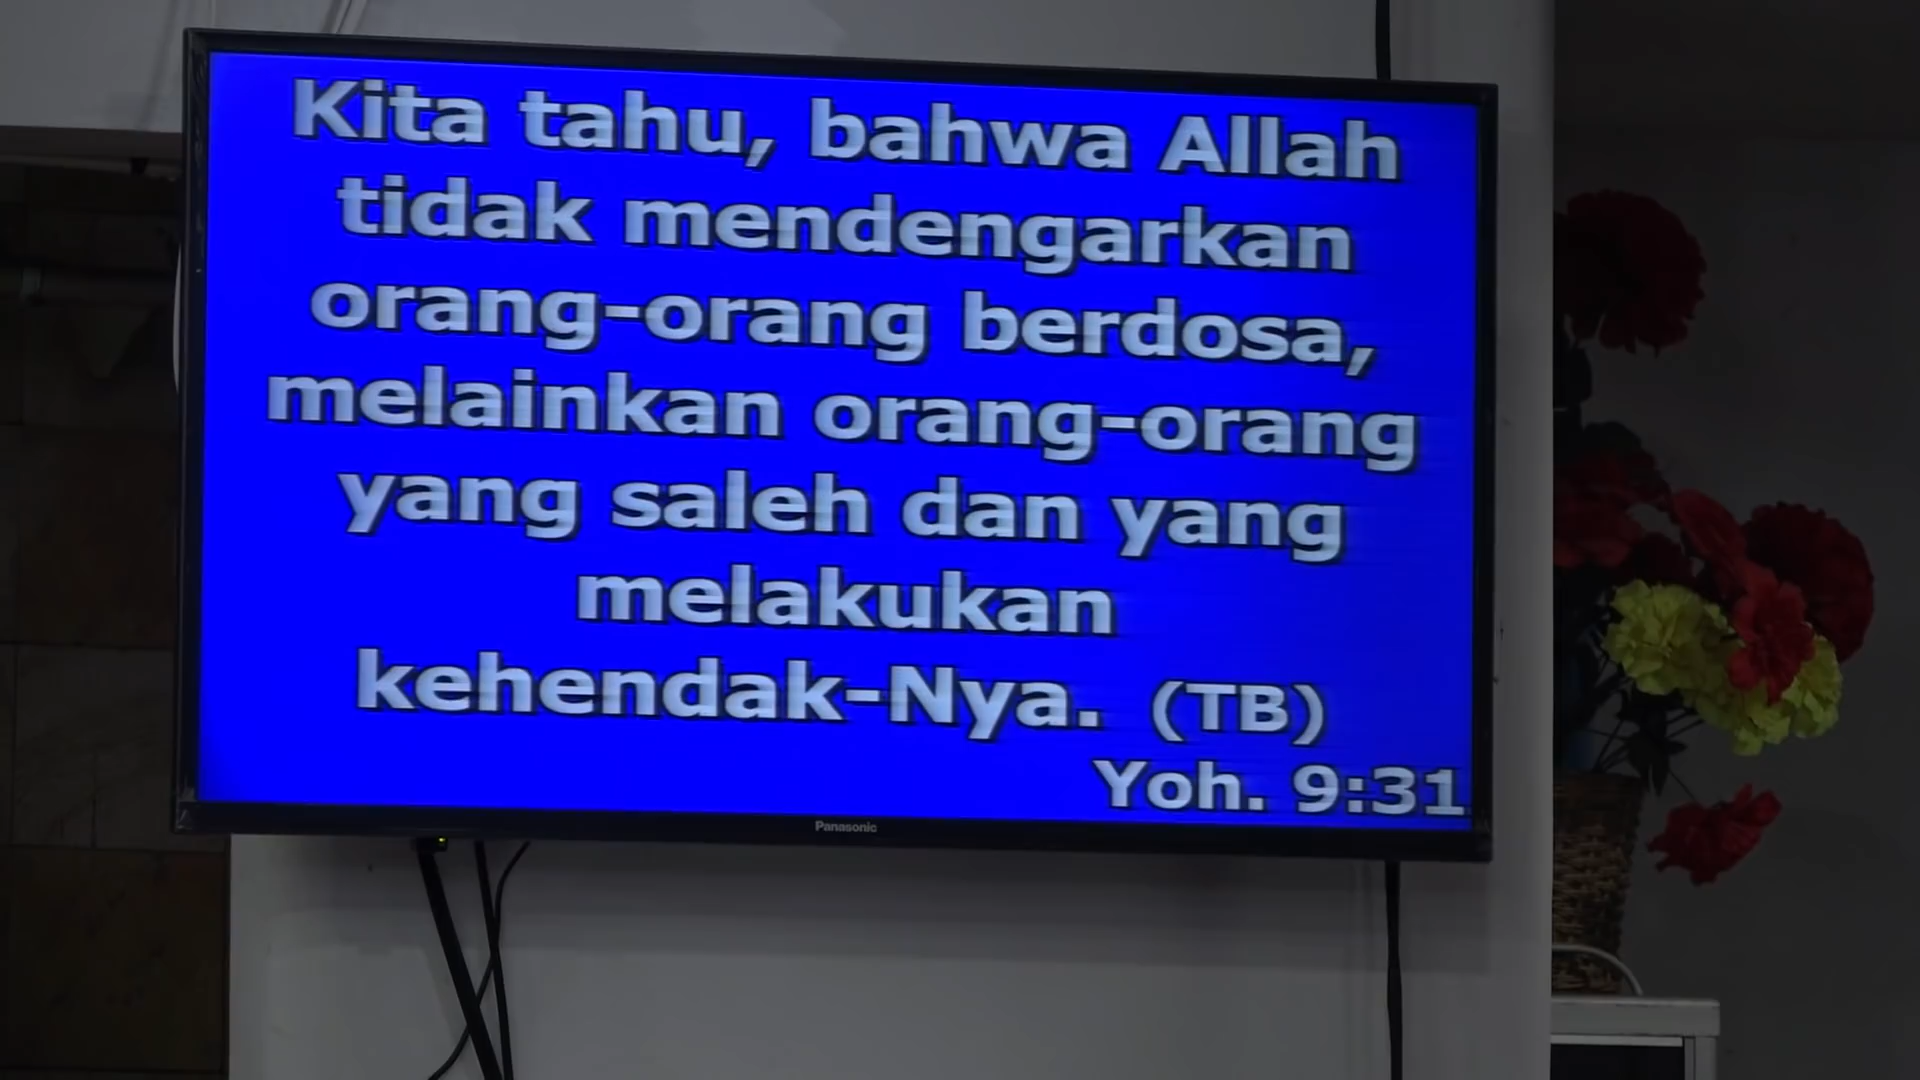 Kita tahu, bahwa Allah
tidak mendengarkan
orang-orang berdosa,
melainkan orang-orang
yang saleh dan yang
melakukan
kehendak-Nya. (TB)
Yoh. 9:31
Panasonic